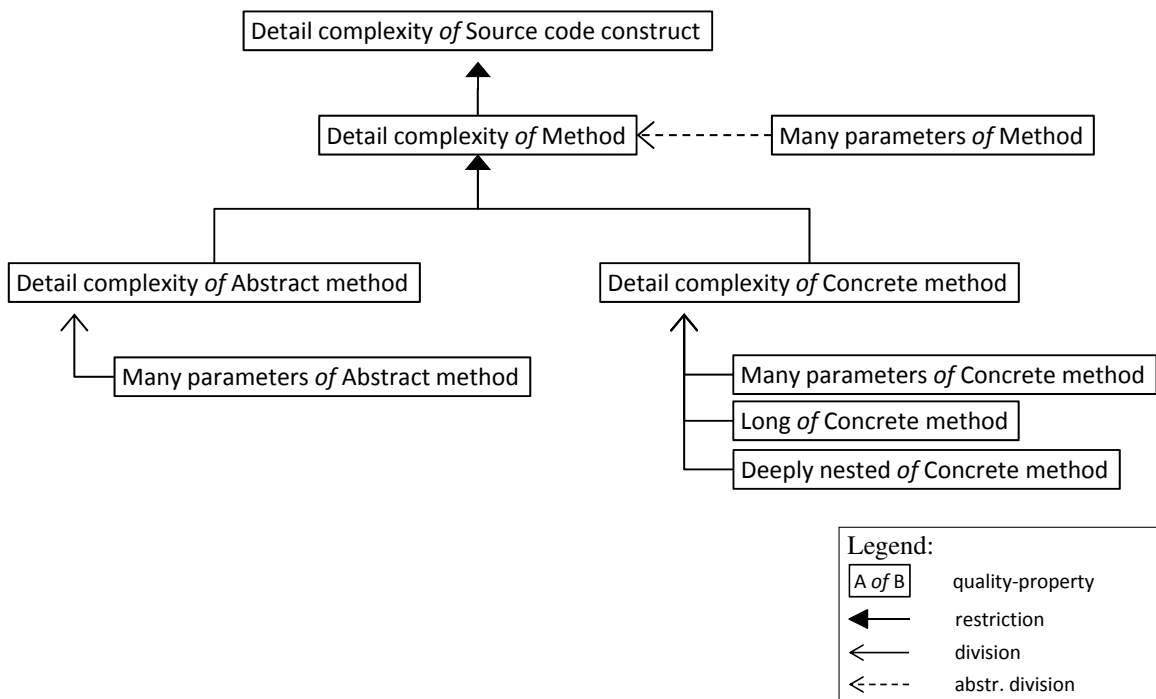 Detail complexity of Source code construct
Detail complexity of Method
Many parameters of Method
Detail complexity of Abstract method
Detail complexity of Concrete method
Many parameters of Abstract method
Many parameters of Concrete method
Long of Concrete method
Deeply nested of Concrete method
Legend:
A of B quality-property
restriction
division
abstr. division